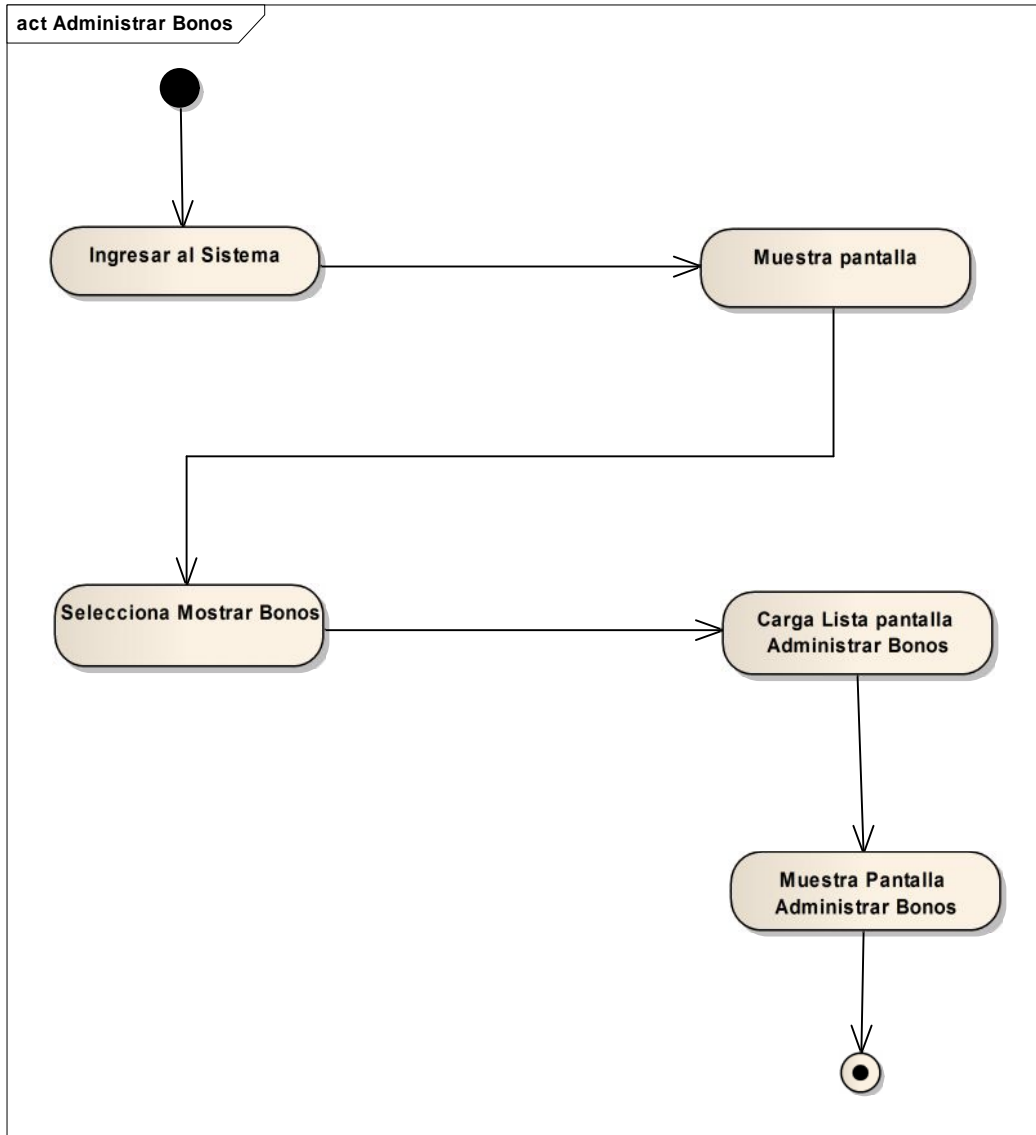 act Administrar Bonos
Ingresar al Sistema
Muestra pantalla
Selecciona Mostrar Bonos
Carga Lista pantalla
Administrar Bonos
Muestra Pantalla
Administrar Bonos